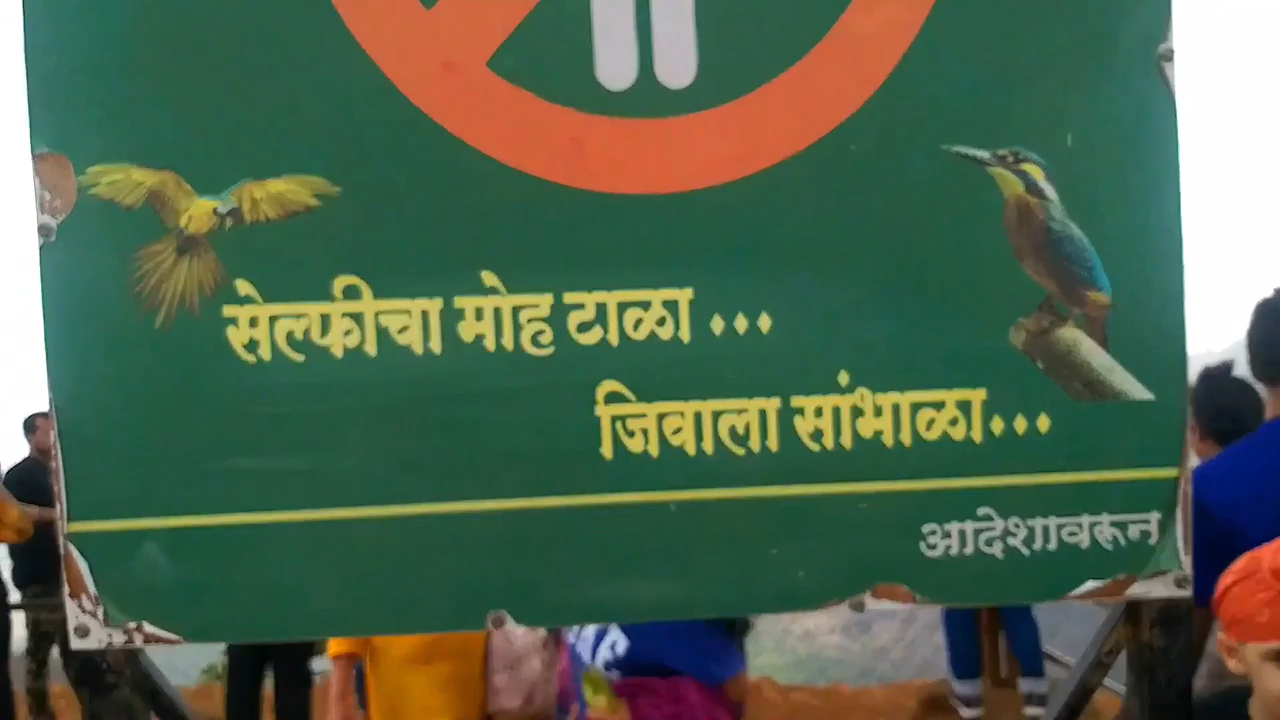 सेल्फीचा मोह टाळा ...
जिवाला सांभाळा...
आदेशावरून